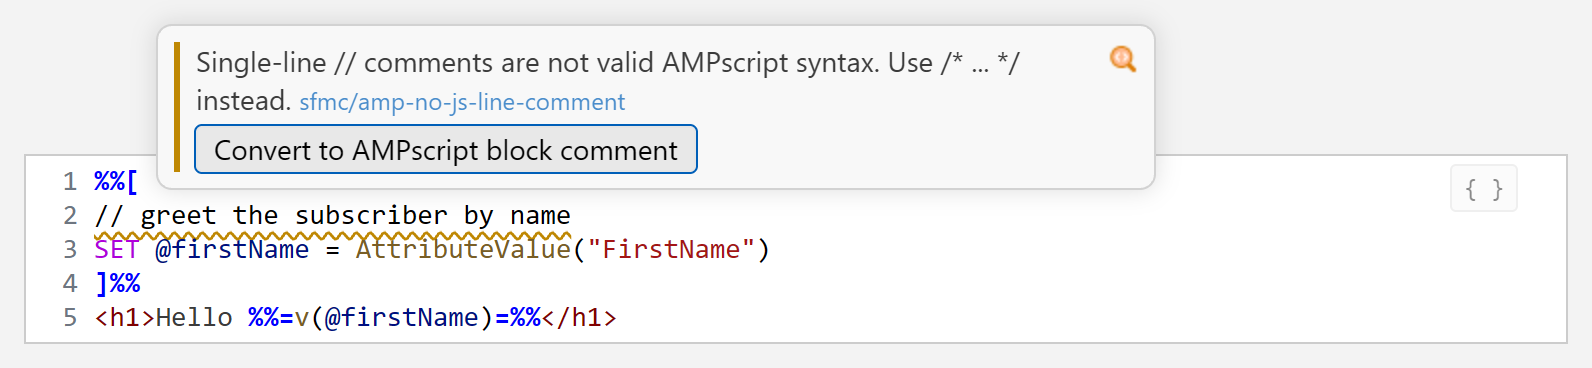 Single-line // comments are not valid AMPscript syntax. Use /* ... */
instead. sfmc/amp-no-js-line-comment
Convert to AMPscript block comment
{ }
1 %%[
2 // greet the subscriber by name
3 SET @firstName = AttributeValue("FirstName")
4 ]%%
5 <h1>Hello %%=v(@firstName)=%%</h1>